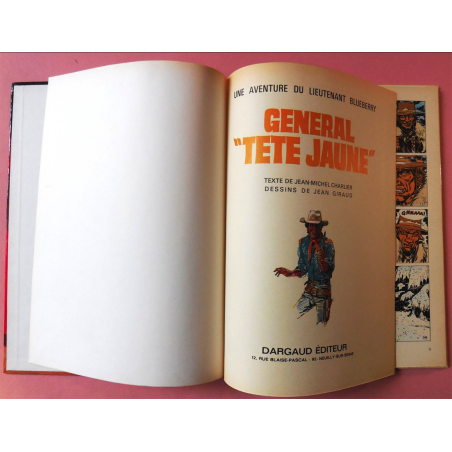 UNE AVENTURE DU LIEUTENANT BLUEBERRY
GENERAL
"TETE JAUNE"
TEXTE DE JEAN-MICHEL CHARLIER
DESSINS DE JEAN GIRAUD
DARGAUD ÉDITEUR
12, RUE BLAISE-PASCAL - 92-NEUILLY-SUR-SEINE